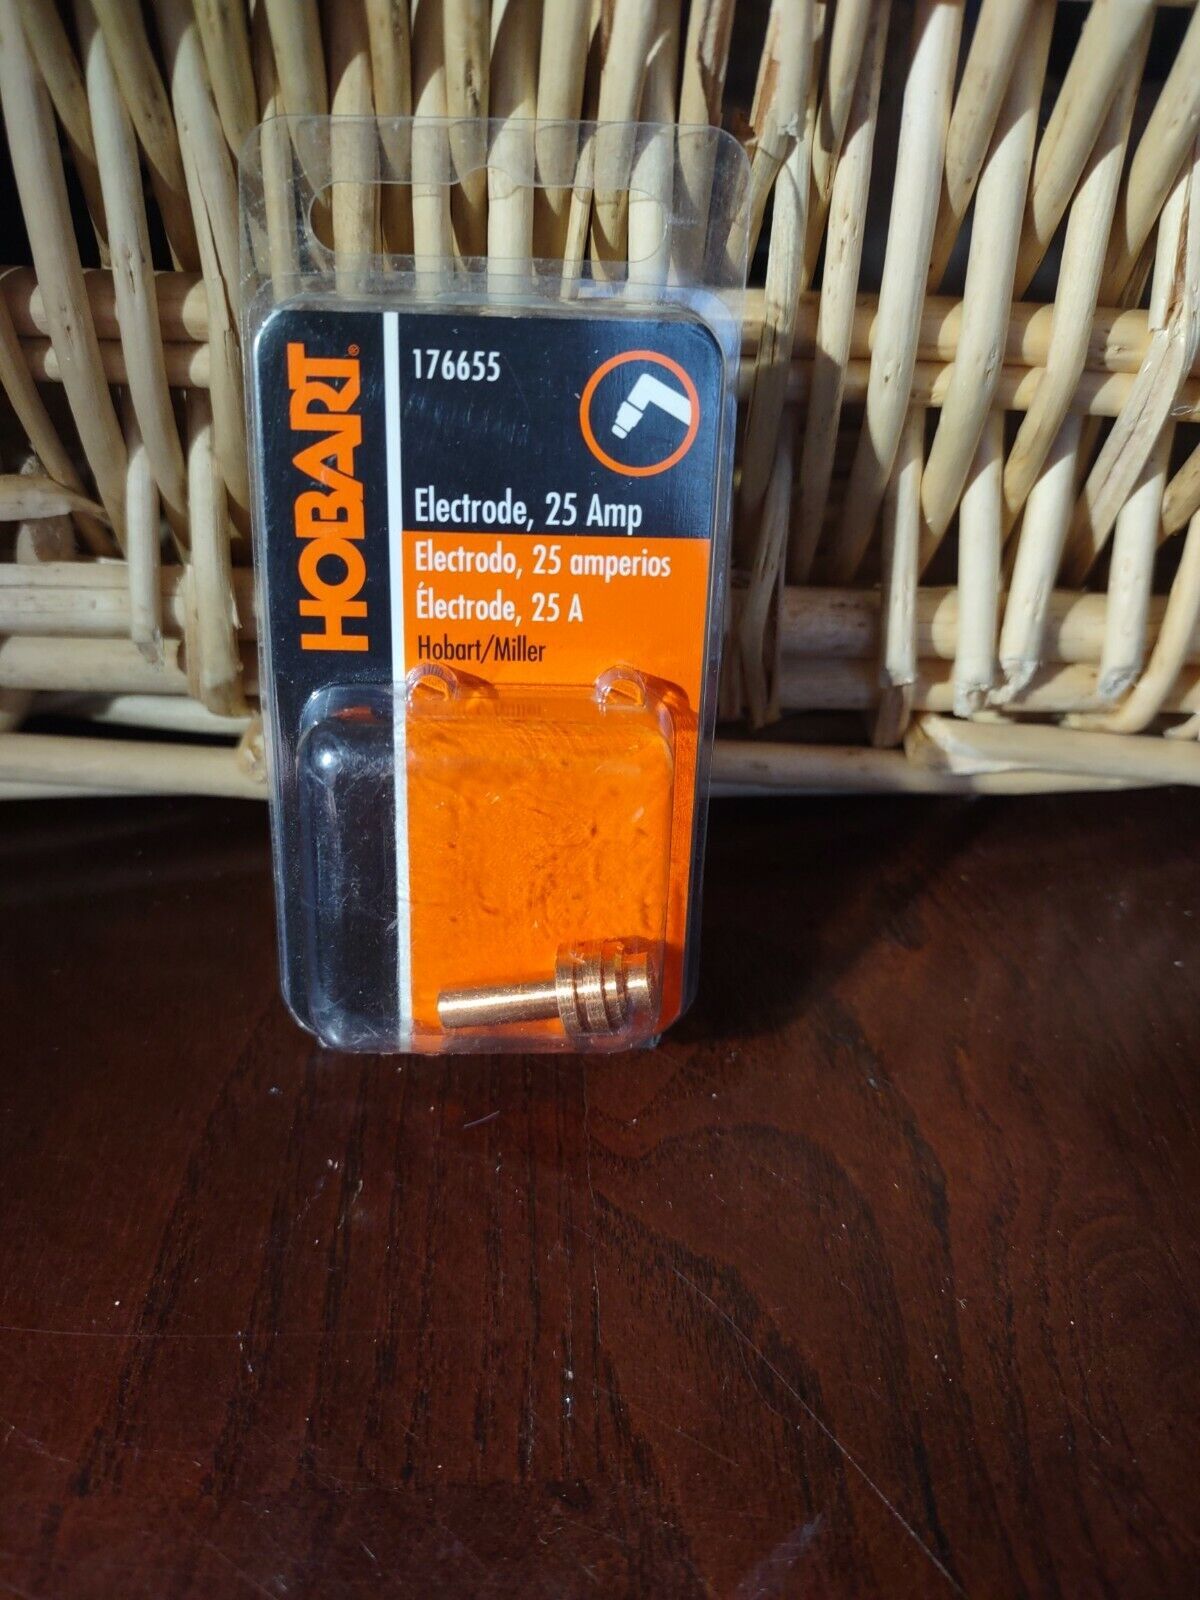 HOBART®
176655
Electrode, 25 Amp
Electrodo, 25 amperios
Électrode, 25 A
Hobart/Miller